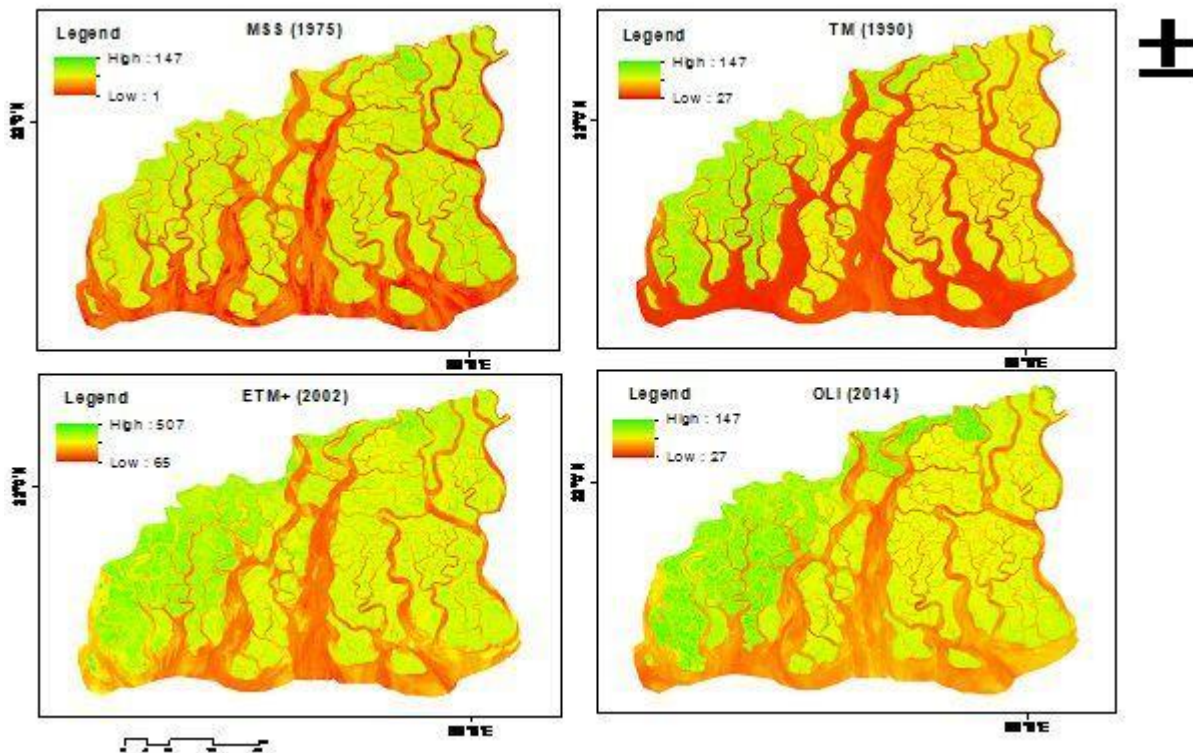 Legend
MSS (1975)
High : 147
Low : 1
Legend
TM (1990)
High : 147
Low : 27
Legend
ETM+ (2002)
High : 507
Low : 65
Legend
OLI (2014)
High : 147
Low : 27